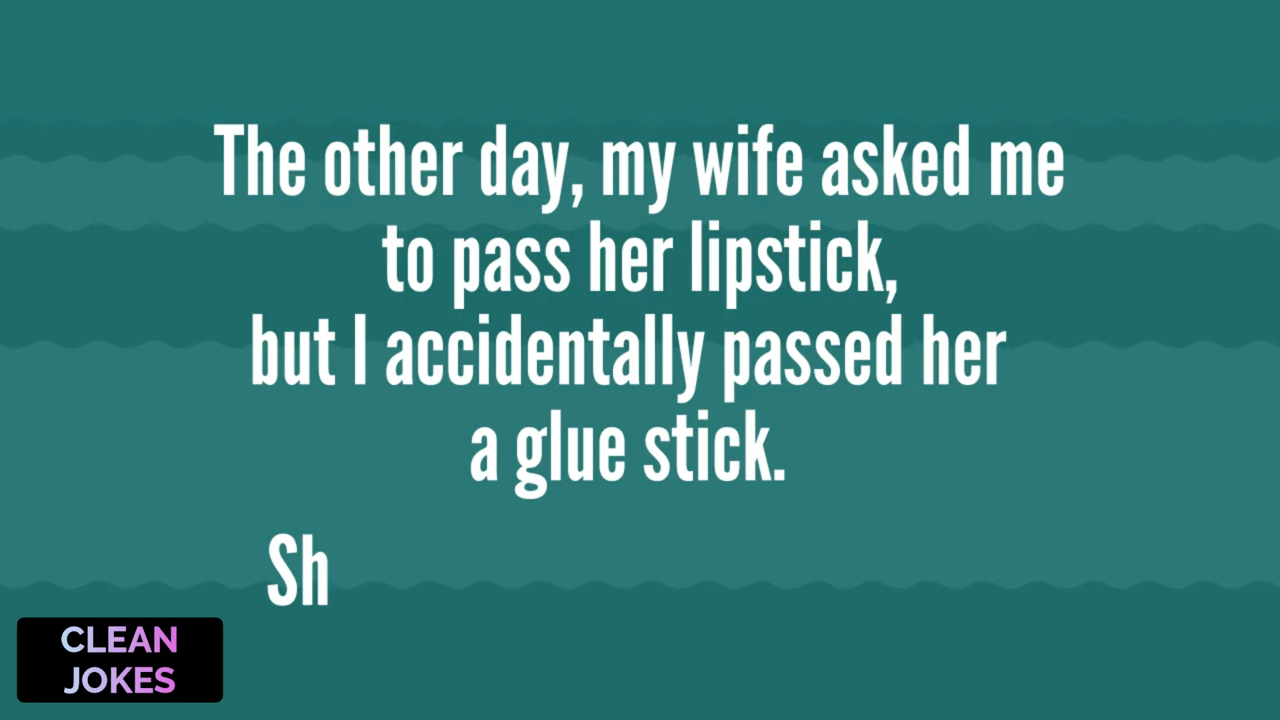 The other day, my wife asked me
to pass her lipstick,
but I accidentally passed her
a glue stick.
Sh
CLEAN
JOKES